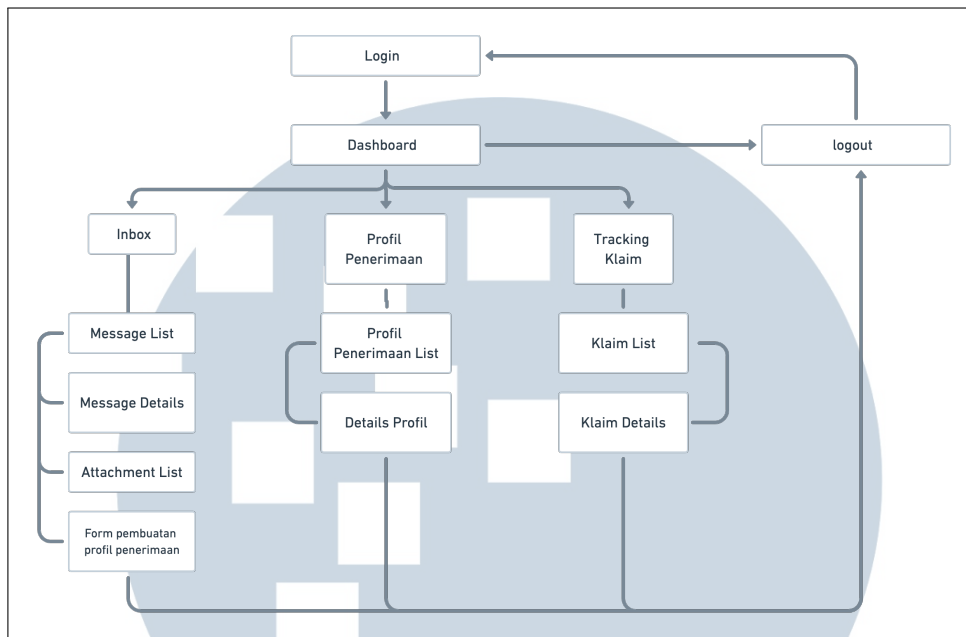 Login
Dashboard
logout
Inbox
Profil
Penerimaan
Tracking
Klaim
Message List
Profil
Penerimaan List
Klaim List
Message Details
Details Profil
Klaim Details
Attachment List
Form pembuatan
profil penerimaan